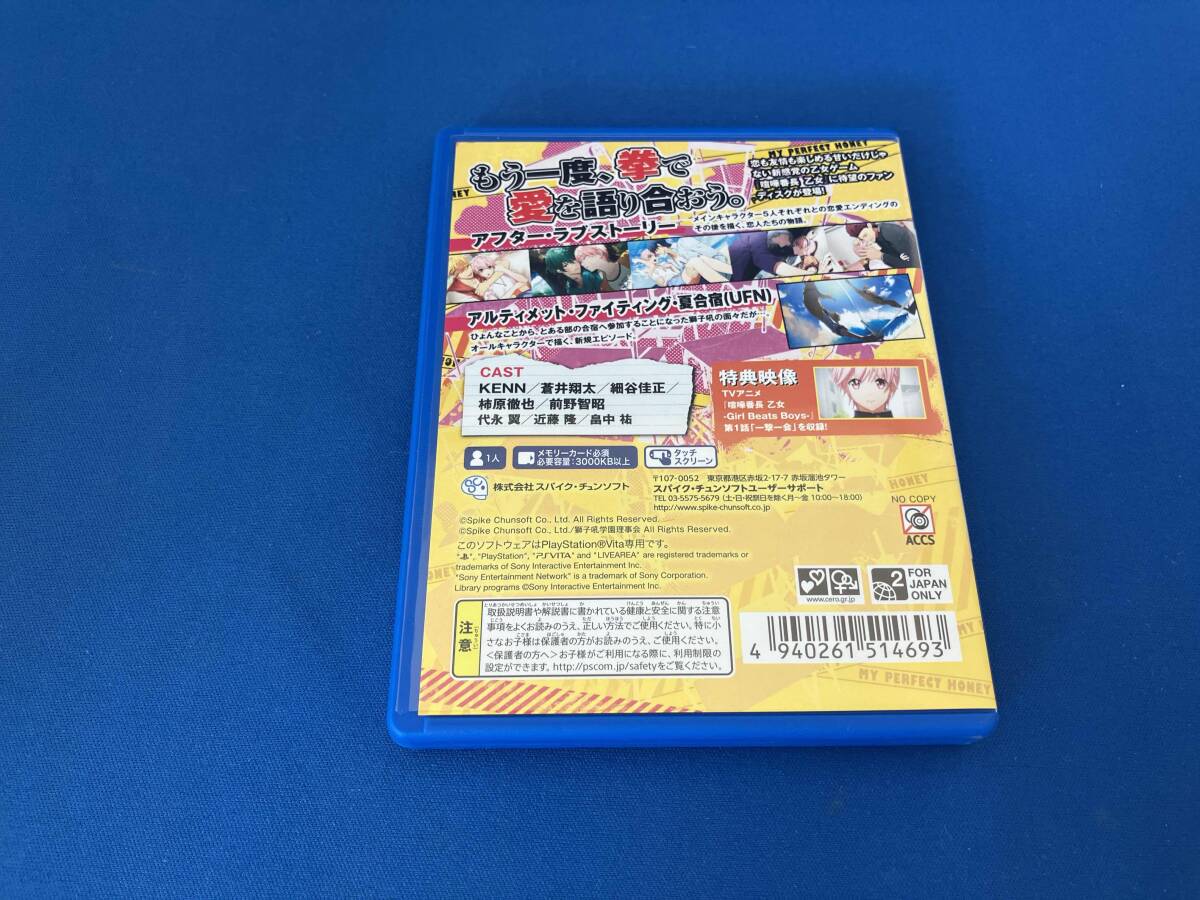 MY PERFECT HONEY
HONEY
もう一度、拳で
愛を語り合おう。
恋も友情も楽しめる甘いだけじゃ
ない新感覚の乙女ゲーム
『喧嘩番長 乙女』に待望のファン
ディスクが登場!
アフター・ラブストーリー
メインキャラクター5人それぞれとの恋愛エンディングの
その後を描く、恋人たちの物語。
アルティメット・ファイティング・夏合宿(UFN)
ひょんなことから、とある部の合宿へ参加することになった獅子吼の面々だが…。
オールキャラクターで描く、新規エピソード。
CAST
KENN／蒼井翔太／細谷佳正／
柿原徹也／前野智昭
代永 翼／近藤 隆／畠中 祐
特典映像
TVアニメ
『喧嘩番長 乙女
-Girl Beats Boys-』
第1話「一撃一会」を収録!
1人
メモリーカード必須
必要容量:3000KB以上
タッチ
スクリーン
株式会社スパイク・チュンソフト
〒107-0052 東京都港区赤坂2-17-7 赤坂溜池タワー
スパイク・チュンソフトユーザーサポート
TEL 03-5575-5679 (土・日・祝祭日を除く月〜金 10:00〜18:00)
http://www.spike-chunsoft.co.jp
©Spike Chunsoft Co., Ltd. All Rights Reserved.
©Spike Chunsoft Co., Ltd./獅子吼学園理事会 All Rights Reserved.
NO COPY
ACCS
このソフトウェアはPlayStation®Vita専用です。
", "PlayStation", "PSVITA" and "LIVEAREA" are registered trademarks or
trademarks of Sony Interactive Entertainment Inc.
"Sony Entertainment Network" is a trademark of Sony Corporation.
Library programs ©Sony Interactive Entertainment Inc.
www.cero.gr.jp
2
FOR
JAPAN
ONLY
注意
取扱説明書や解説書に書かれている健康と安全に関する注意
事項をよくお読みのうえ、正しい方法でご使用ください。特に小
さなお子様は保護者の方がお読みのうえ、ご使用ください。
＜保護者の方へ＞お子様がご利用になる際に、利用制限の
設定ができます。http://pscom.jp/safetyをご覧ください。
4 940261 514693
MY PERFECT HONEY